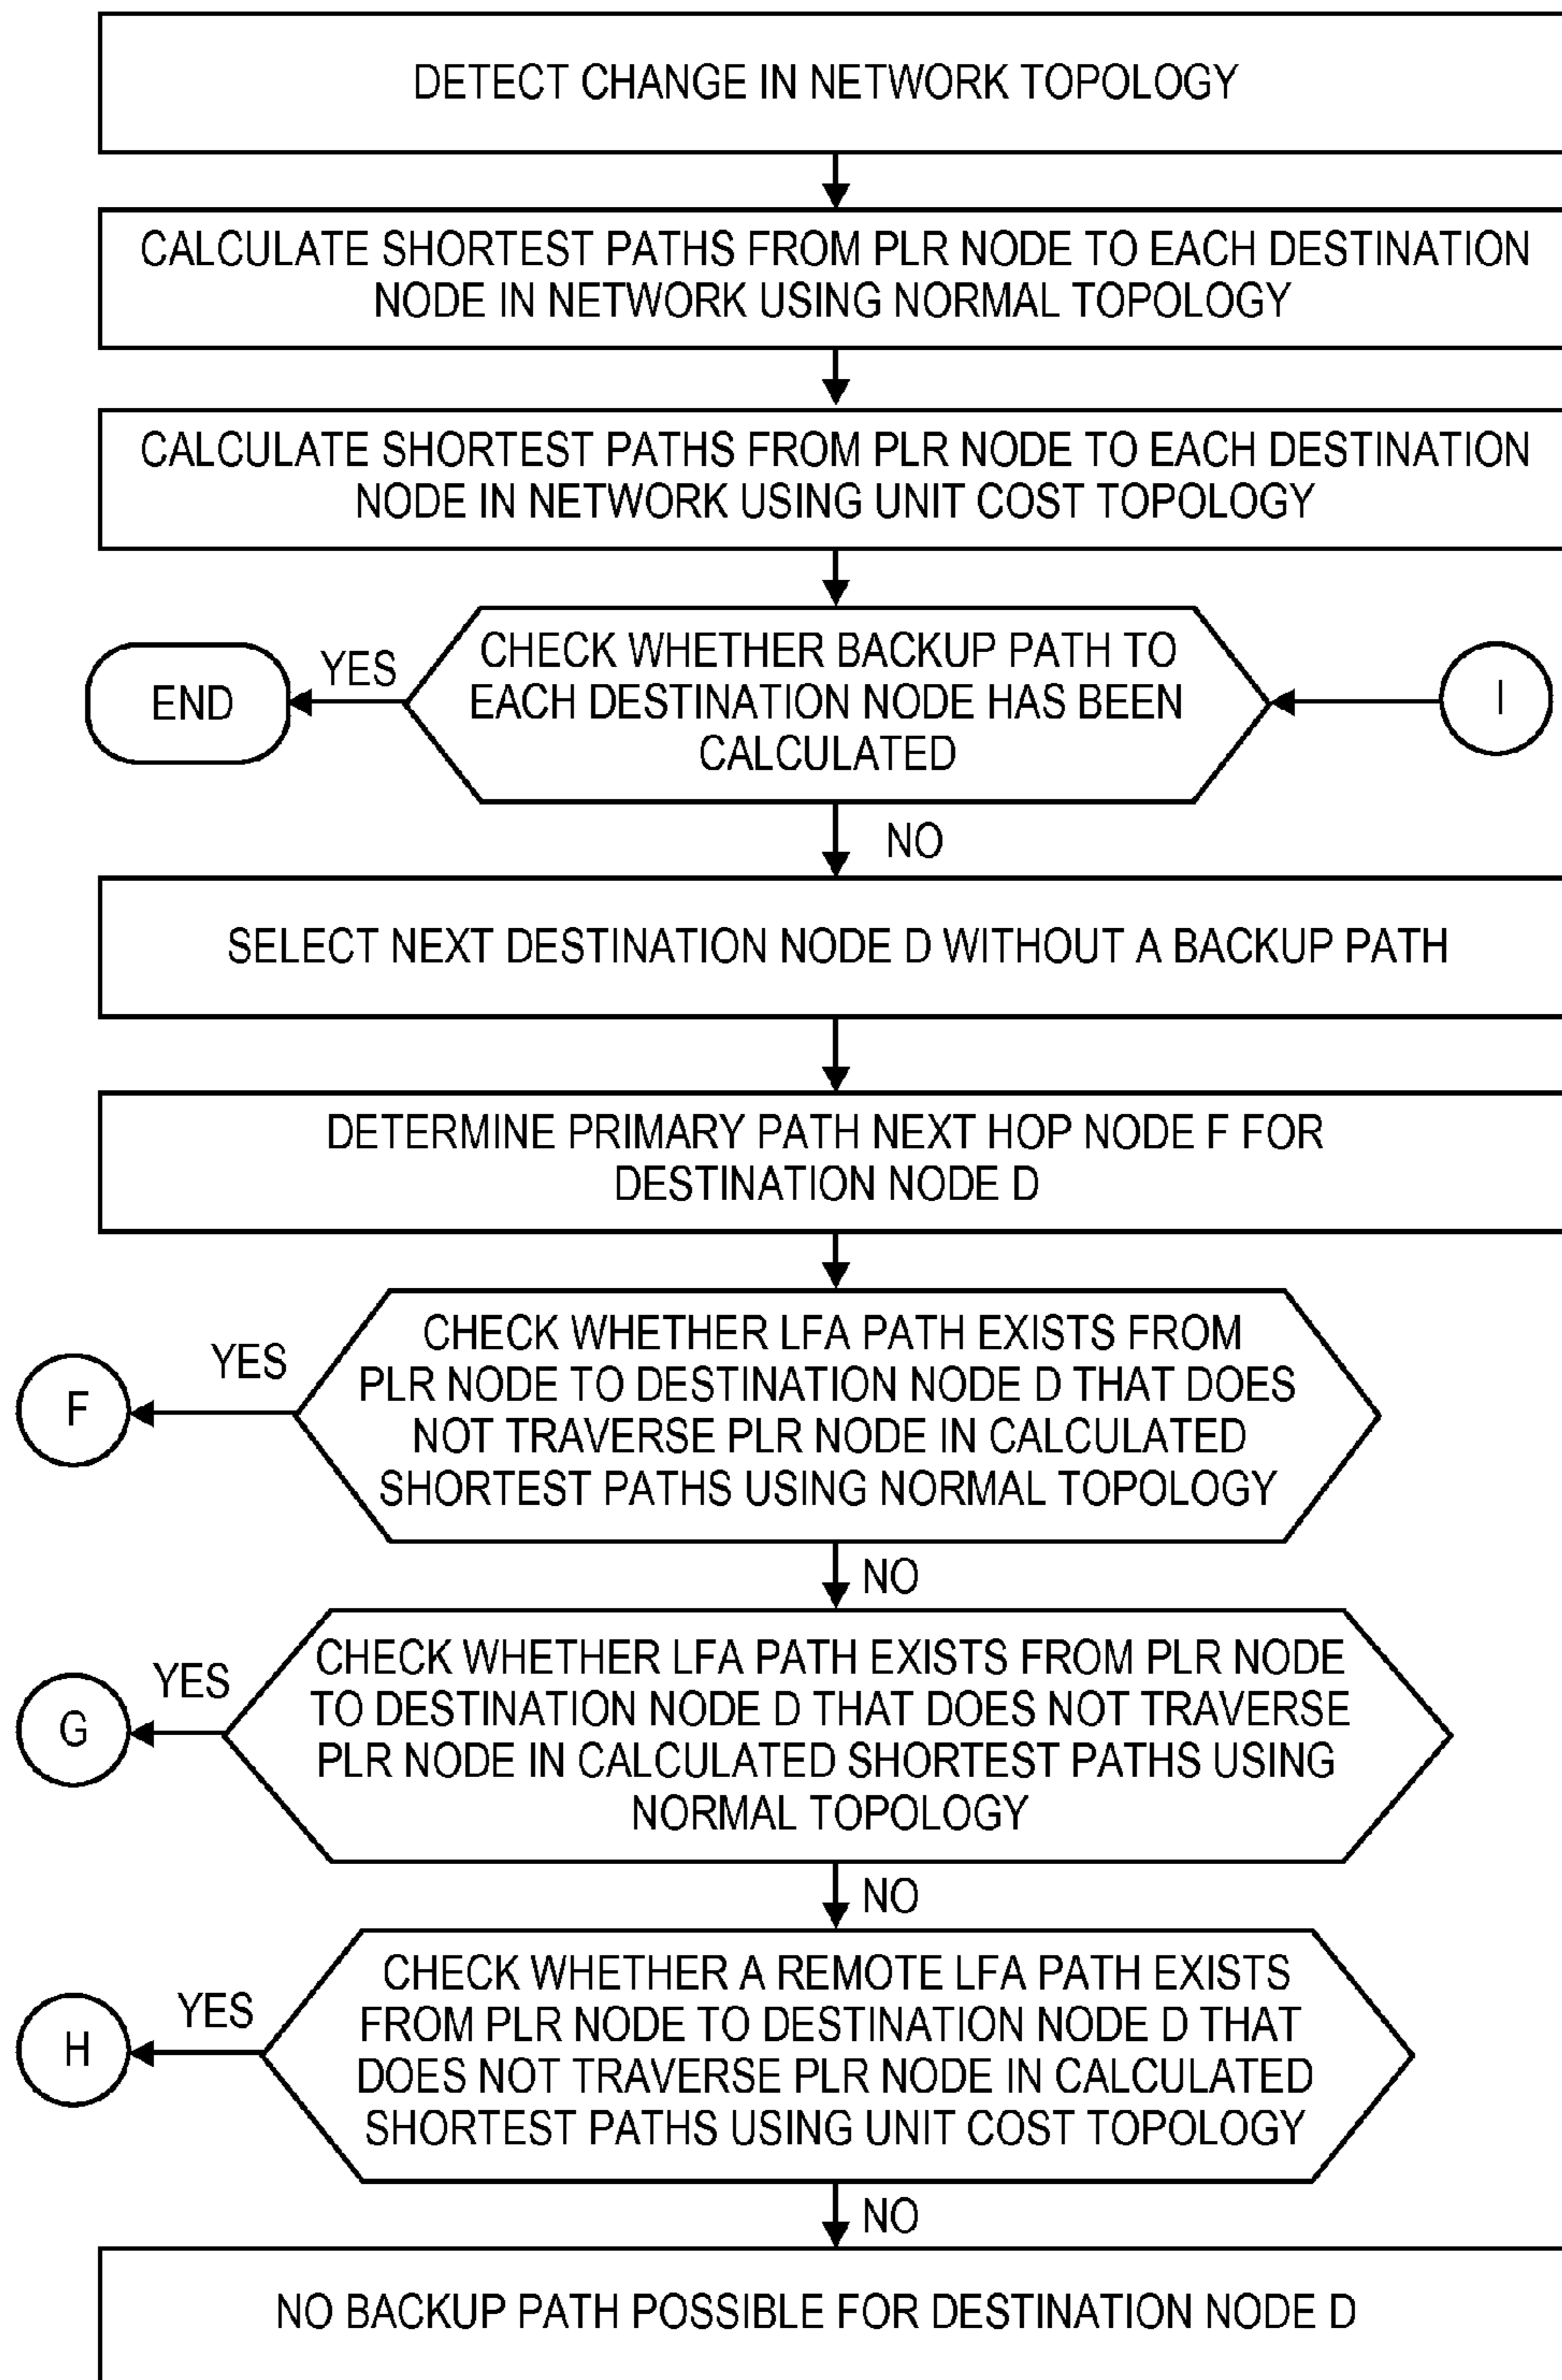 DETECT CHANGE IN NETWORK TOPOLOGY
CALCULATE SHORTEST PATHS FROM PLR NODE TO EACH DESTINATION
NODE IN NETWORK USING NORMAL TOPOLOGY
CALCULATE SHORTEST PATHS FROM PLR NODE TO EACH DESTINATION
NODE IN NETWORK USING UNIT COST TOPOLOGY
CHECK WHETHER BACKUP PATH TO
EACH DESTINATION NODE HAS BEEN
CALCULATED
YES
END
I
NO
SELECT NEXT DESTINATION NODE D WITHOUT A BACKUP PATH
DETERMINE PRIMARY PATH NEXT HOP NODE F FOR
DESTINATION NODE D
CHECK WHETHER LFA PATH EXISTS FROM
PLR NODE TO DESTINATION NODE D THAT DOES
NOT TRAVERSE PLR NODE IN CALCULATED
SHORTEST PATHS USING NORMAL TOPOLOGY
YES
F
NO
CHECK WHETHER LFA PATH EXISTS FROM PLR NODE
TO DESTINATION NODE D THAT DOES NOT TRAVERSE
PLR NODE IN CALCULATED SHORTEST PATHS USING
NORMAL TOPOLOGY
YES
G
NO
CHECK WHETHER A REMOTE LFA PATH EXISTS
FROM PLR NODE TO DESTINATION NODE D THAT
DOES NOT TRAVERSE PLR NODE IN CALCULATED
SHORTEST PATHS USING UNIT COST TOPOLOGY
YES
H
NO
NO BACKUP PATH POSSIBLE FOR DESTINATION NODE D